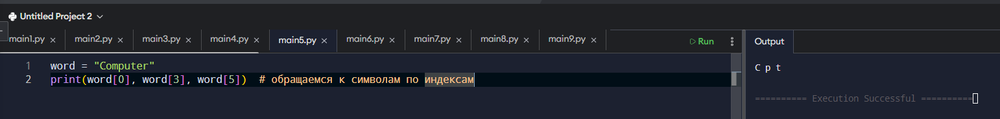 Untitled Project 2
main1.py × main2.py × main3.py × main4.py × main5.py × main6.py × main7.py × main8.py × main9.py ×
Run
Output
1 word = "Computer"
2 print(word[0], word[3], word[5])  # обращаемся к символам по индексам
C p t
========== Execution Successful ==========